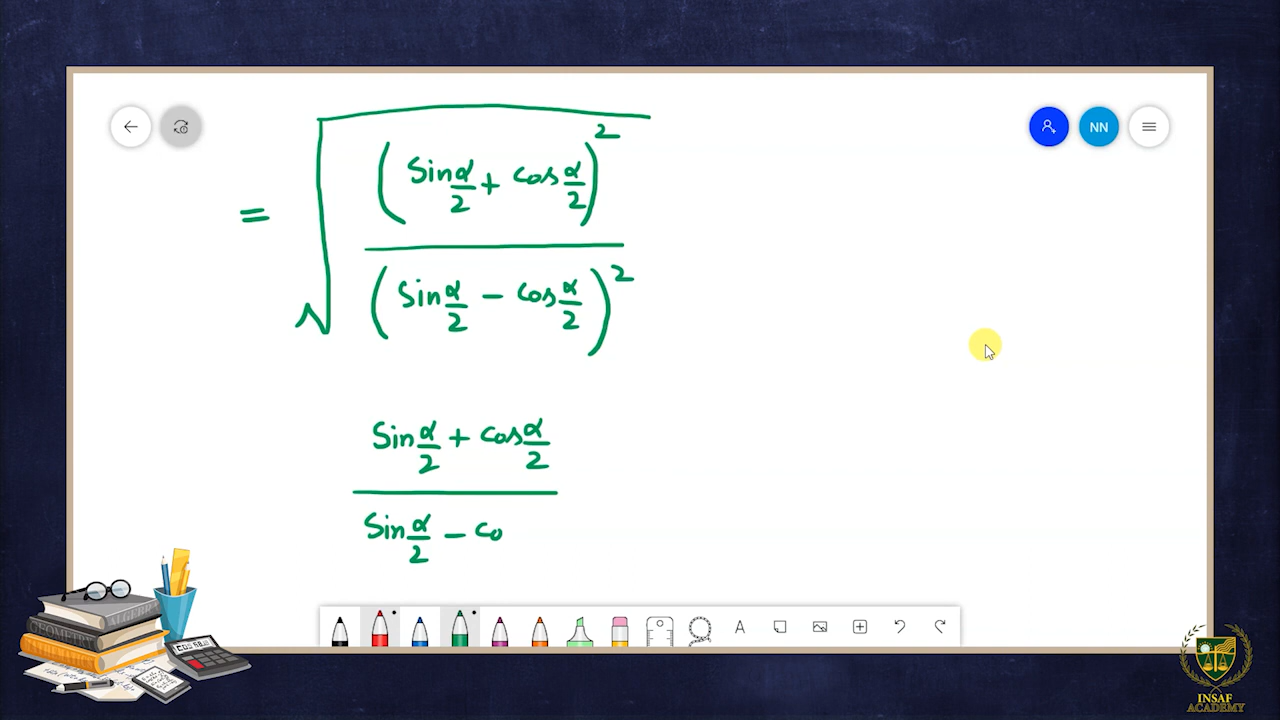 NN
= √((Sin α/2 + cos α/2)² / (Sin α/2 − cos α/2)²)
Sin α/2 + cos α/2
Sin α/2 − co
A
GEOMETRY
INSAF
ACADEMY